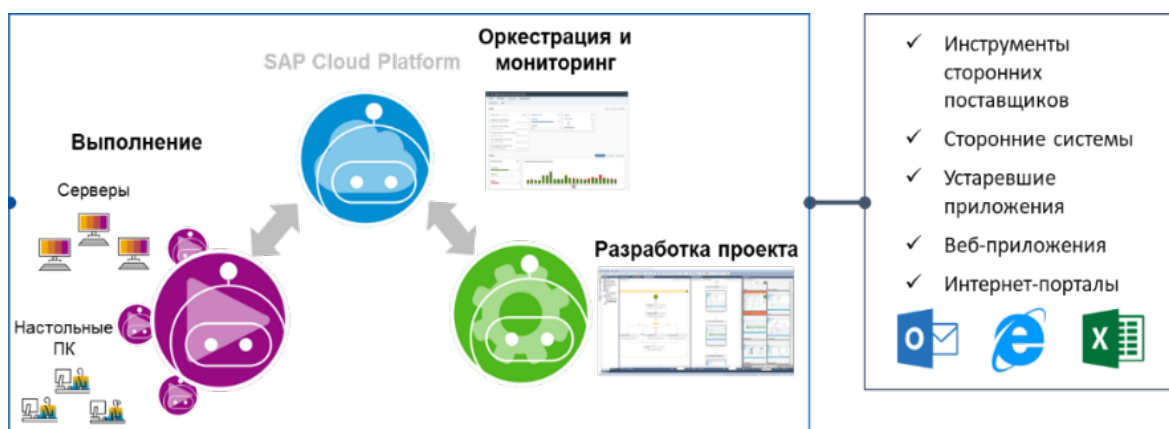 SAP Cloud Platform
Оркестрация и
мониторинг
Выполнение
Серверы
Настольные
ПК
Разработка проекта
✓ Инструменты
сторонних
поставщиков
✓ Сторонние системы
✓ Устаревшие
приложения
✓ Веб-приложения
✓ Интернет-порталы